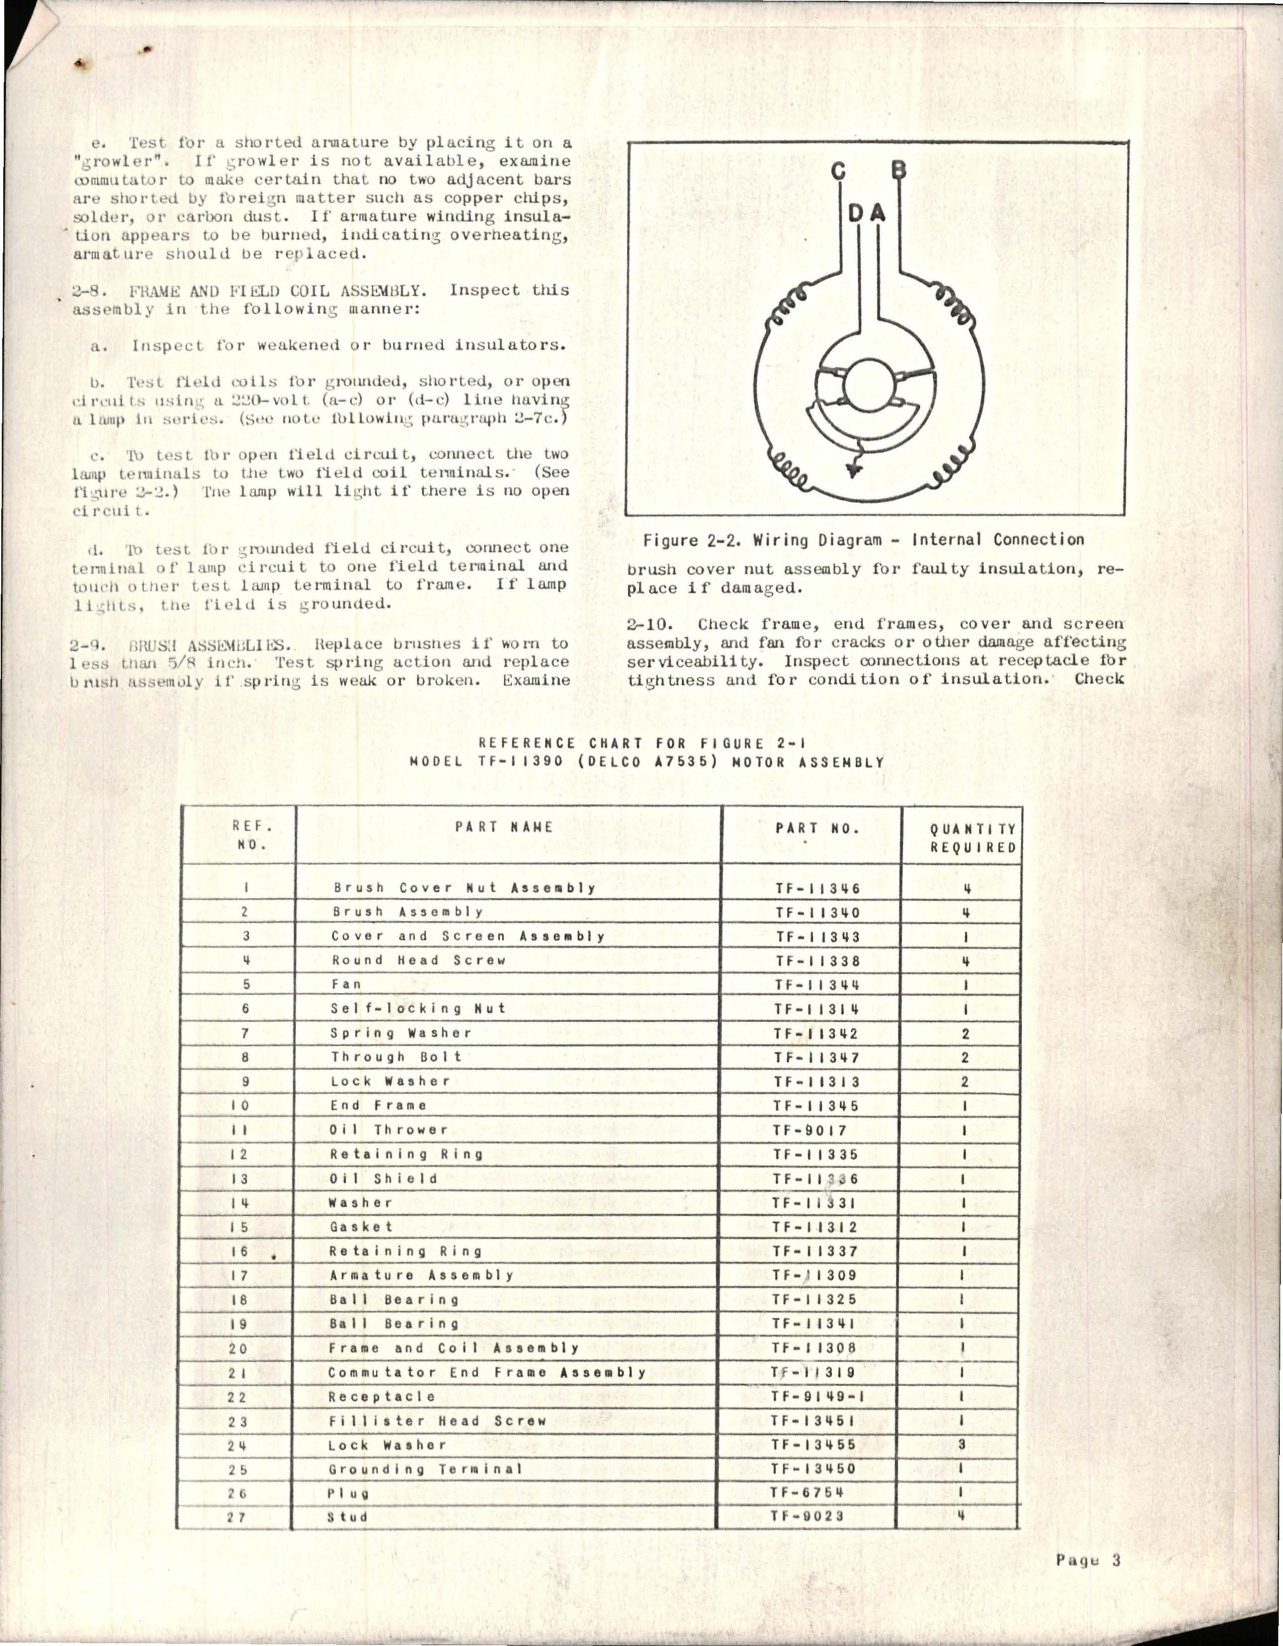 e. Test for a shorted armature by placing it on a
"growler". If growler is not available, examine
commutator to make certain that no two adjacent bars
are shorted by foreign matter such as copper chips,
solder, or carbon dust. If armature winding insula-
tion appears to be burned, indicating overheating,
armature should be replaced.
2-8. FRAME AND FIELD COIL ASSEMBLY. Inspect this
assembly in the following manner:
a. Inspect for weakened or burned insulators.
b. Test field coils for grounded, shorted, or open
circuits using a 220-volt (a-c) or (d-c) line having
a lamp in series. (See note following paragraph 2-7c.)
c. To test for open field circuit, connect the two
lamp terminals to the two field coil terminals. (See
figure 2-2.) The lamp will light if there is no open
circuit.
d. To test for grounded field circuit, connect one
terminal of lamp circuit to one field terminal and
touch other test lamp terminal to frame. If lamp
lights, the field is grounded.
2-9. BRUSH ASSEMBLIES. Replace brushes if worn to
less than 5/8 inch. Test spring action and replace
brush assembly if spring is weak or broken. Examine
C B
D A
Figure 2-2. Wiring Diagram - Internal Connection
brush cover nut assembly for faulty insulation, re-
place if damaged.
2-10. Check frame, end frames, cover and screen
assembly, and fan for cracks or other damage affecting
serviceability. Inspect connections at receptacle for
tightness and for condition of insulation. Check
REFERENCE CHART FOR FIGURE 2-1
MODEL TF-11390 (DELCO A7535) MOTOR ASSEMBLY
REF. NO. PART NAME PART NO. QUANTITY REQUIRED
1 Brush Cover Nut Assembly TF-11346 4
2 Brush Assembly TF-11340 4
3 Cover and Screen Assembly TF-11343 1
4 Round Head Screw TF-11338 4
5 Fan TF-11344 1
6 Self-locking Nut TF-11314 1
7 Spring Washer TF-11342 2
8 Through Bolt TF-11347 2
9 Lock Washer TF-11313 2
10 End Frame TF-11345 1
11 Oil Thrower TF-9017 1
12 Retaining Ring TF-11335 1
13 Oil Shield TF-11336 1
14 Washer TF-11331 1
15 Gasket TF-11312 1
16 Retaining Ring TF-11337 1
17 Armature Assembly TF-11309 1
18 Ball Bearing TF-11325 1
19 Ball Bearing TF-11341 1
20 Frame and Coil Assembly TF-11308 1
21 Commutator End Frame Assembly TF-11319 1
22 Receptacle TF-9149-1 1
23 Fillister Head Screw TF-13451 1
24 Lock Washer TF-13455 3
25 Grounding Terminal TF-13450 1
26 Plug TF-6754 1
27 Stud TF-9023 4
Page 3